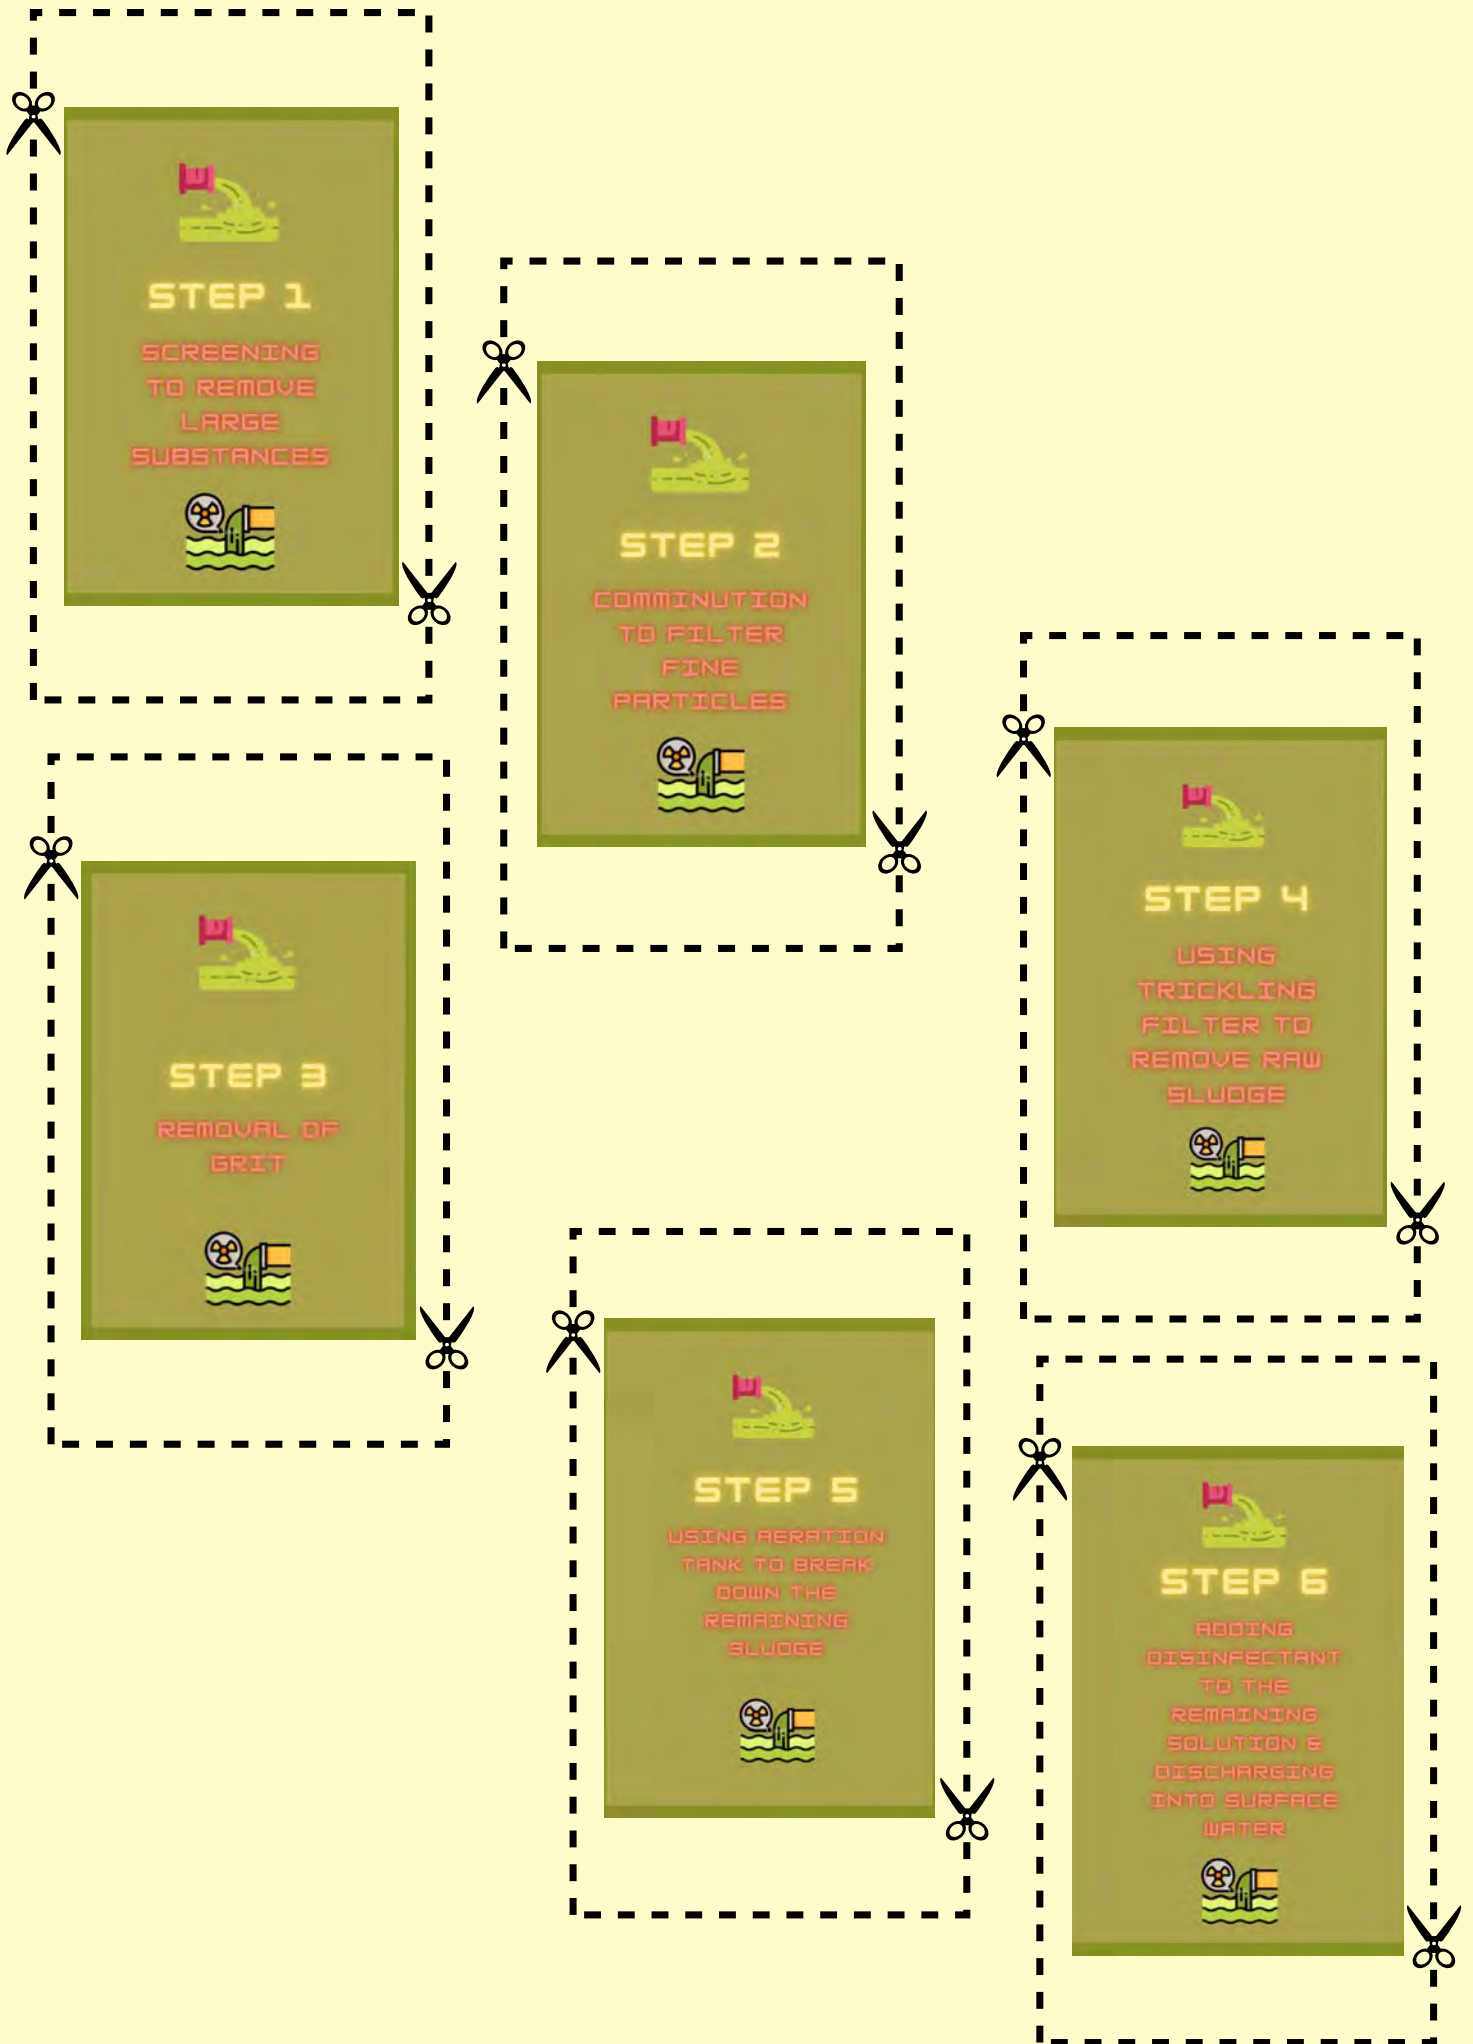 STEP 1
SCREENING
TO REMOVE
LARGE
SUBSTANCES
STEP 2
COMMINUTION
TO FILTER
FINE
PARTICLES
STEP 3
REMOVAL OF
GRIT
STEP 4
USING
TRICKLING
FILTER TO
REMOVE RAW
SLUDGE
STEP 5
USING AERATION
TANK TO BREAK
DOWN THE
REMAINING
SLUDGE
STEP 6
ADDING
DISINFECTANT
TO THE
REMAINING
SOLUTION &
DISCHARGING
INTO SURFACE
WATER